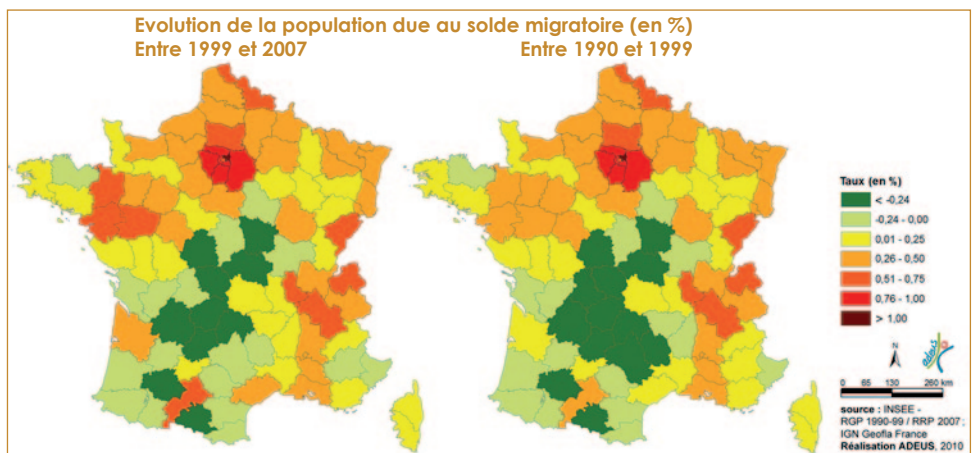 Evolution de la population due au solde migratoire (en %)
Entre 1999 et 2007
Entre 1990 et 1999
Taux (en %)
< -0,24
-0,24 - 0,00
0,01 - 0,25
0,26 - 0,50
0,51 - 0,75
0,76 - 1,00
> 1,00
N
adeus
0 65 130 260 km
source : INSEE -
RGP 1990-99 / RRP 2007 ;
IGN Geofla France
Réalisation ADEUS, 2010